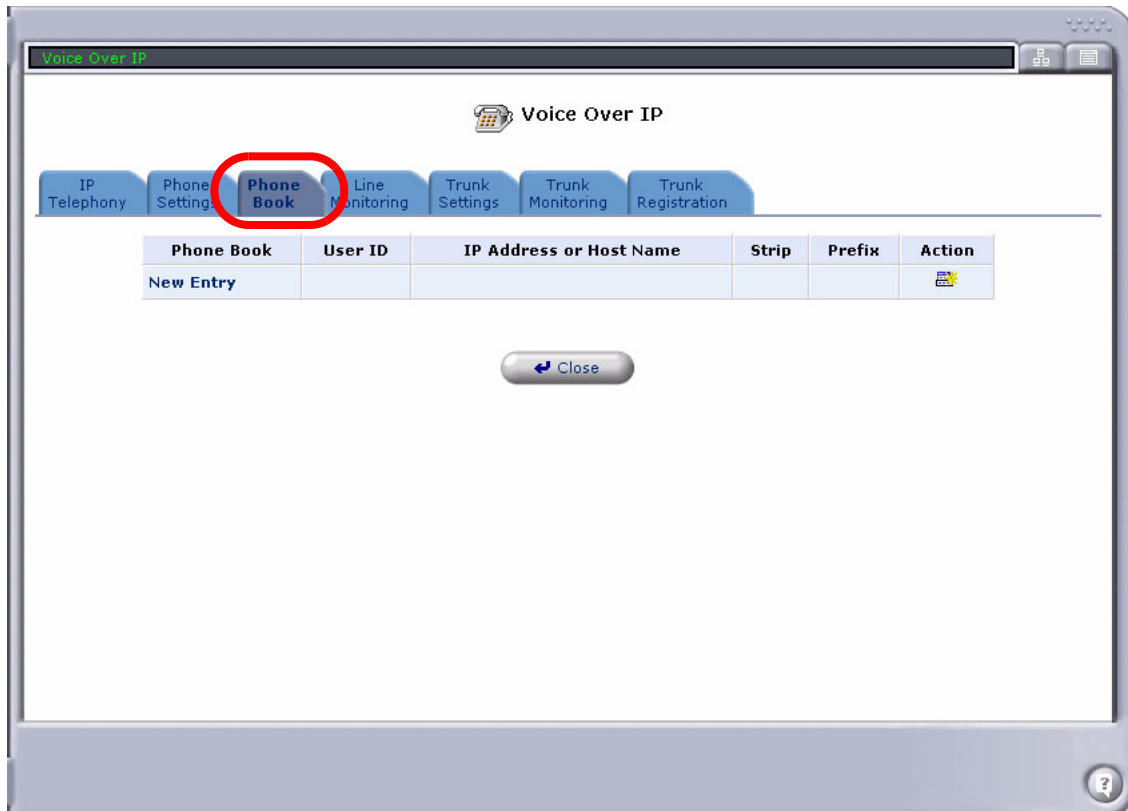 Voice Over IP
Voice Over IP
IP Telephony
Phone Settings
Phone Book
Line Monitoring
Trunk Settings
Trunk Monitoring
Trunk Registration
Phone Book User ID IP Address or Host Name Strip Prefix Action
New Entry
Close
?